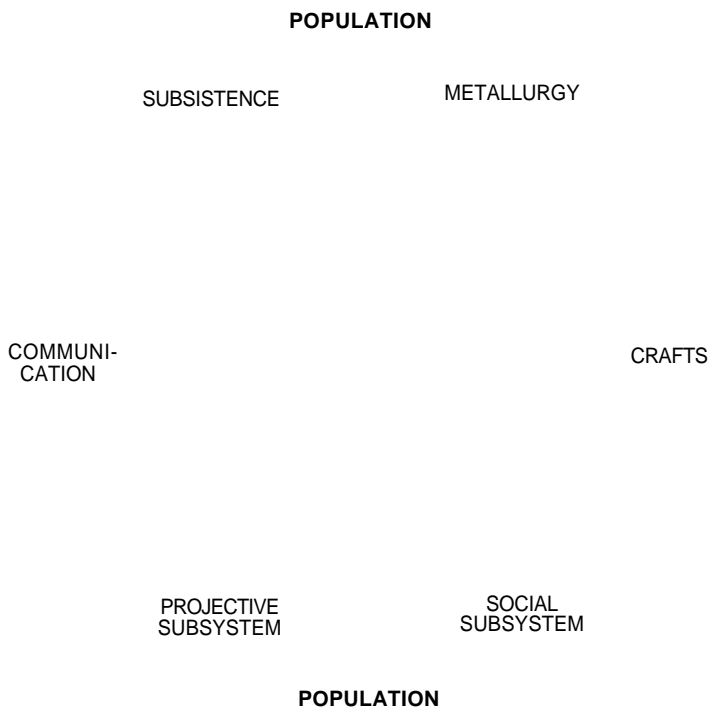 POPULATION
SUBSISTENCE
METALLURGY
COMMUNI-
CATION
CRAFTS
PROJECTIVE
SUBSYSTEM
SOCIAL
SUBSYSTEM
POPULATION